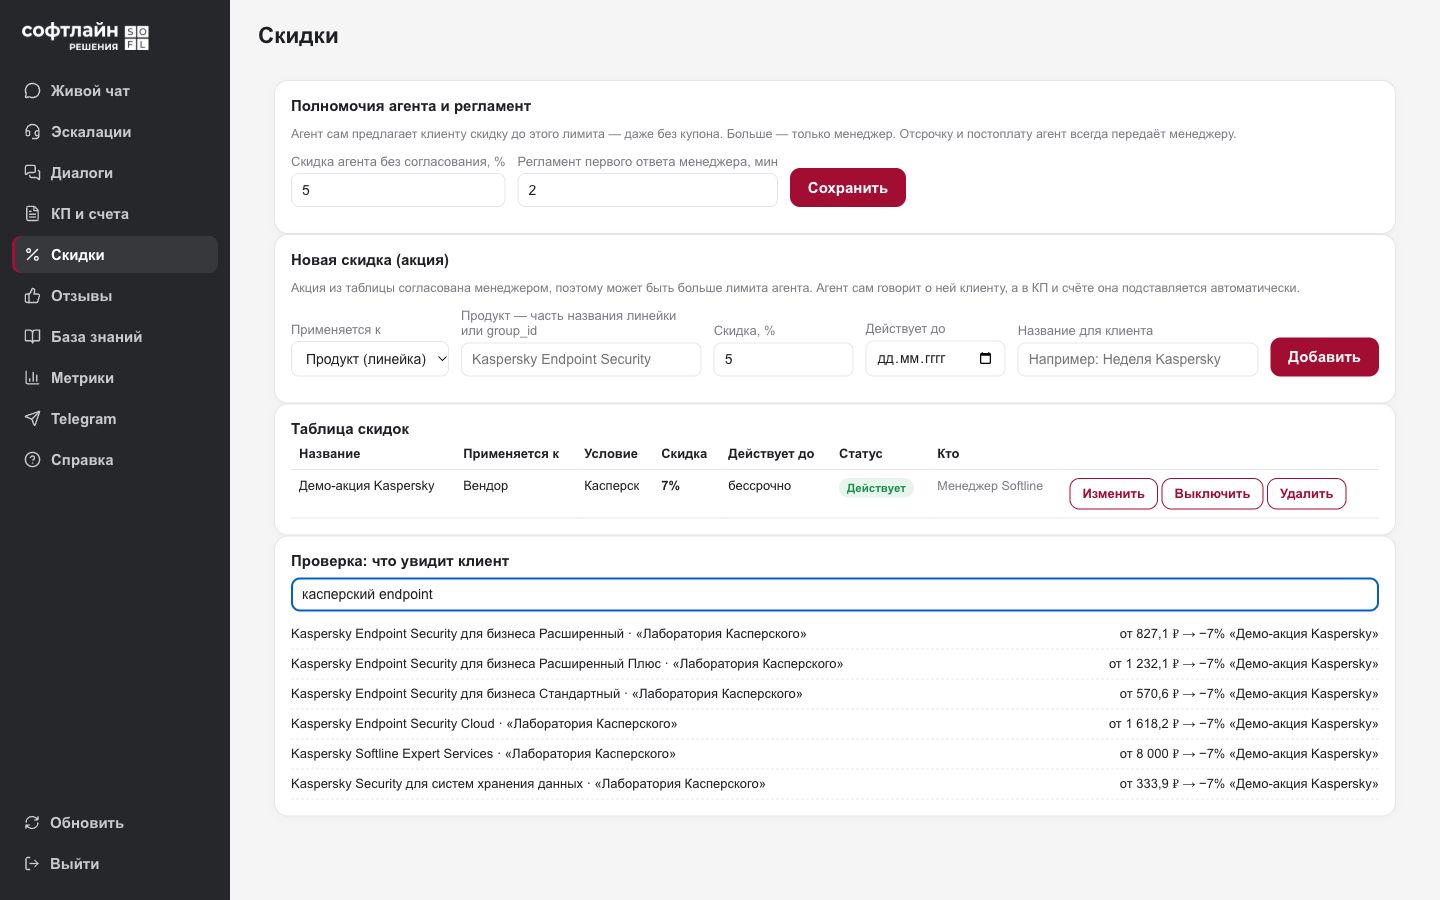 софтлайн SO
решения FL
Скидки
Живой чат
Эскалации
Диалоги
КП и счета
Скидки
Отзывы
База знаний
Метрики
Telegram
Справка
Обновить
Выйти
Полномочия агента и регламент
Агент сам предлагает клиенту скидку до этого лимита — даже без купона. Больше — только менеджер. Отсрочку и постоплату агент всегда передаёт менеджеру.
Скидка агента без согласования, % Регламент первого ответа менеджера, мин
5 2 Сохранить
Новая скидка (акция)
Акция из таблицы согласована менеджером, поэтому может быть больше лимита агента. Агент сам говорит о ней клиенту, а в КП и счёте она подставляется автоматически.
Применяется к Продукт — часть названия линейки или group_id Скидка, % Действует до Название для клиента
Продукт (линейка) Kaspersky Endpoint Security 5 дд.мм.гггг Например: Неделя Kaspersky Добавить
Таблица скидок
Название Применяется к Условие Скидка Действует до Статус Кто
Демо-акция Kaspersky Вендор Касперск 7% бессрочно Действует Менеджер Softline Изменить Выключить Удалить
Проверка: что увидит клиент
касперский endpoint
Kaspersky Endpoint Security для бизнеса Расширенный · «Лаборатория Касперского» от 827,1 ₽ → −7% «Демо-акция Kaspersky»
Kaspersky Endpoint Security для бизнеса Расширенный Плюс · «Лаборатория Касперского» от 1 232,1 ₽ → −7% «Демо-акция Kaspersky»
Kaspersky Endpoint Security для бизнеса Стандартный · «Лаборатория Касперского» от 570,6 ₽ → −7% «Демо-акция Kaspersky»
Kaspersky Endpoint Security Cloud · «Лаборатория Касперского» от 1 618,2 ₽ → −7% «Демо-акция Kaspersky»
Kaspersky Softline Expert Services · «Лаборатория Касперского» от 8 000 ₽ → −7% «Демо-акция Kaspersky»
Kaspersky Security для систем хранения данных · «Лаборатория Касперского» от 333,9 ₽ → −7% «Демо-акция Kaspersky»